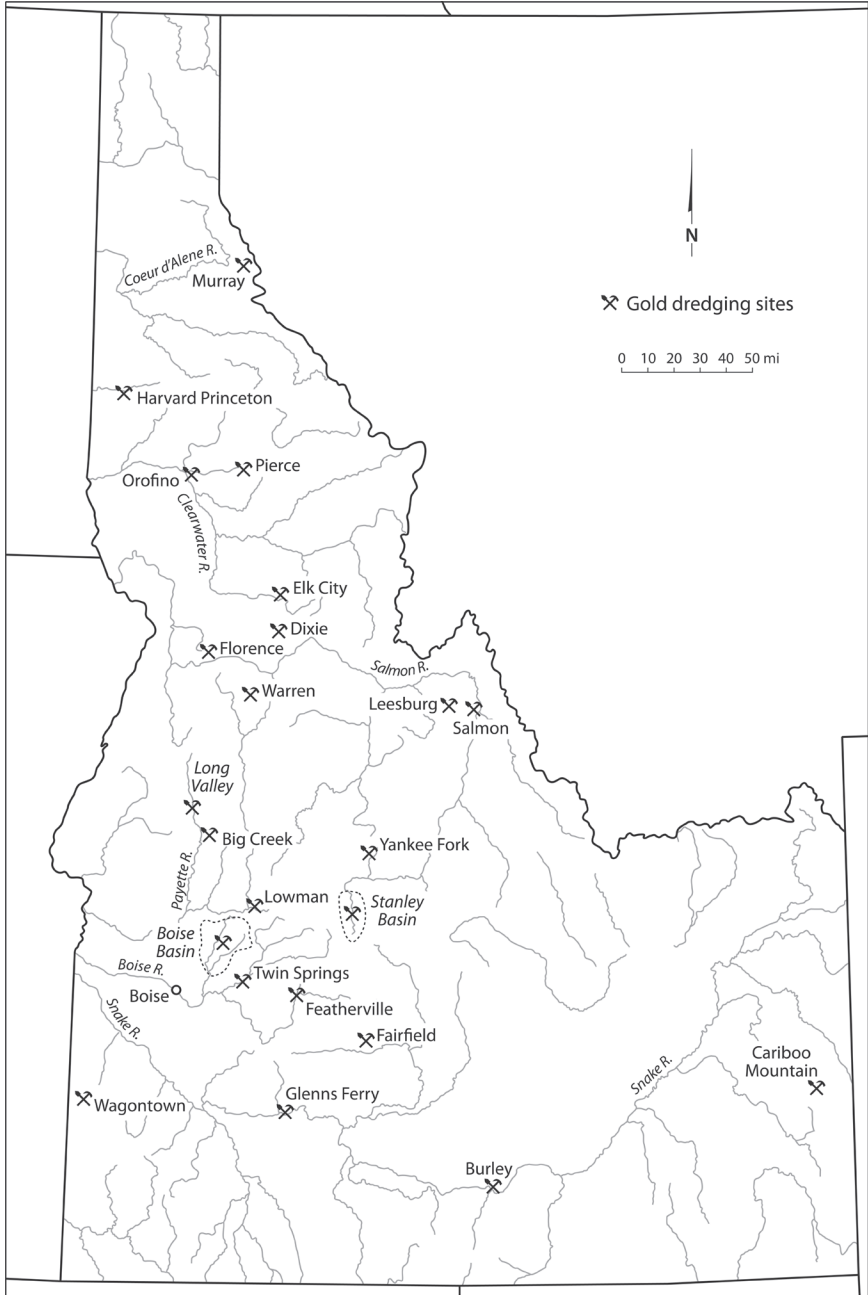 Coeur d'Alene R.
Murray
N
Gold dredging sites
0 10 20 30 40 50 mi
Harvard Princeton
Pierce
Orofino
Clearwater R.
Elk City
Dixie
Florence
Salmon R.
Warren
Leesburg
Salmon
Long
Valley
Big Creek
Yankee Fork
Payette R.
Lowman
Stanley
Basin
Boise
Basin
Boise R.
Twin Springs
Boise
Featherville
Snake R.
Fairfield
Cariboo
Mountain
Snake R.
Glenns Ferry
Wagontown
Burley